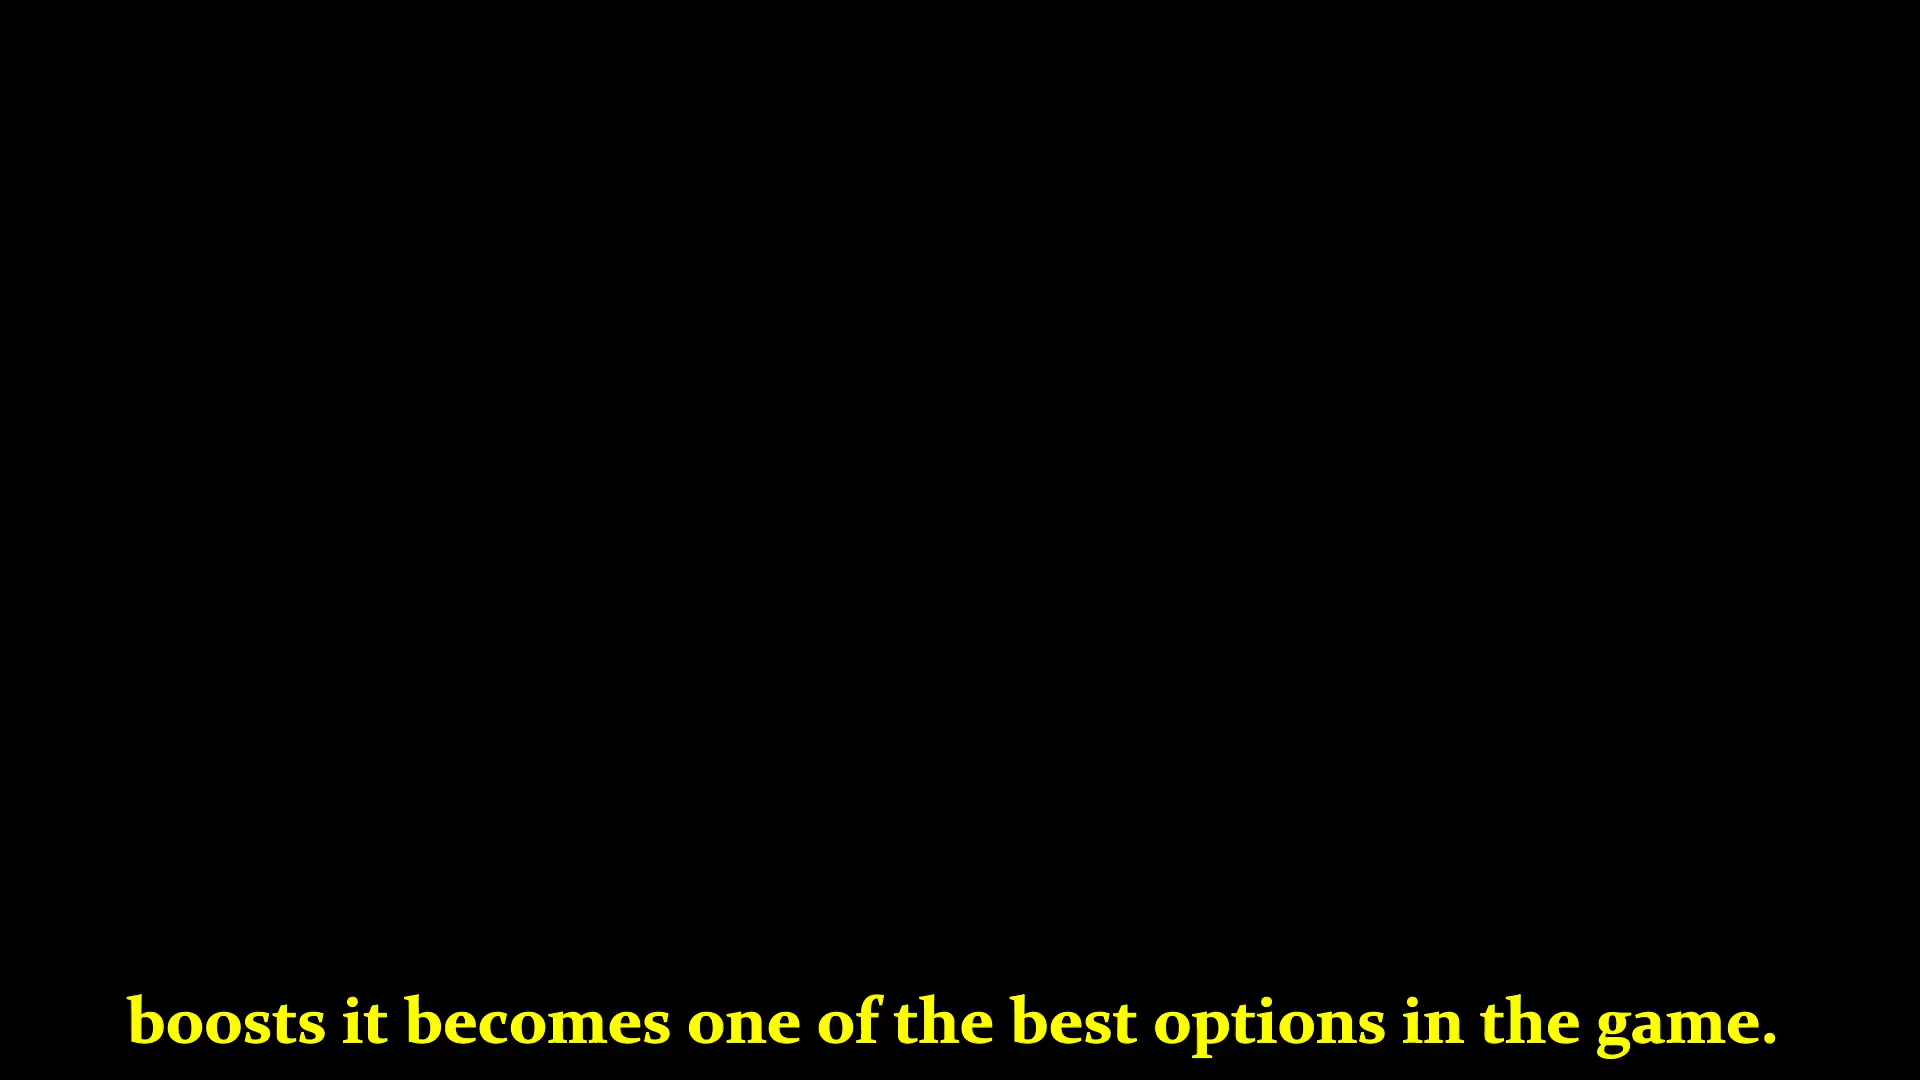 boosts it becomes one of the best options in the game.